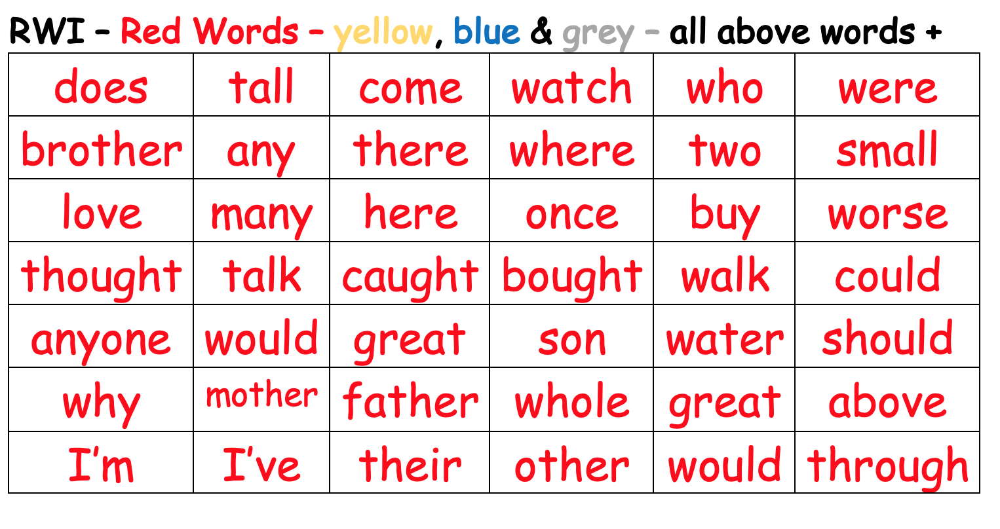 RWI – Red Words – yellow, blue & grey – all above words +
does tall come watch who were
brother any there where two small
love many here once buy worse
thought talk caught bought walk could
anyone would great son water should
why mother father whole great above
I'm I've their other would through